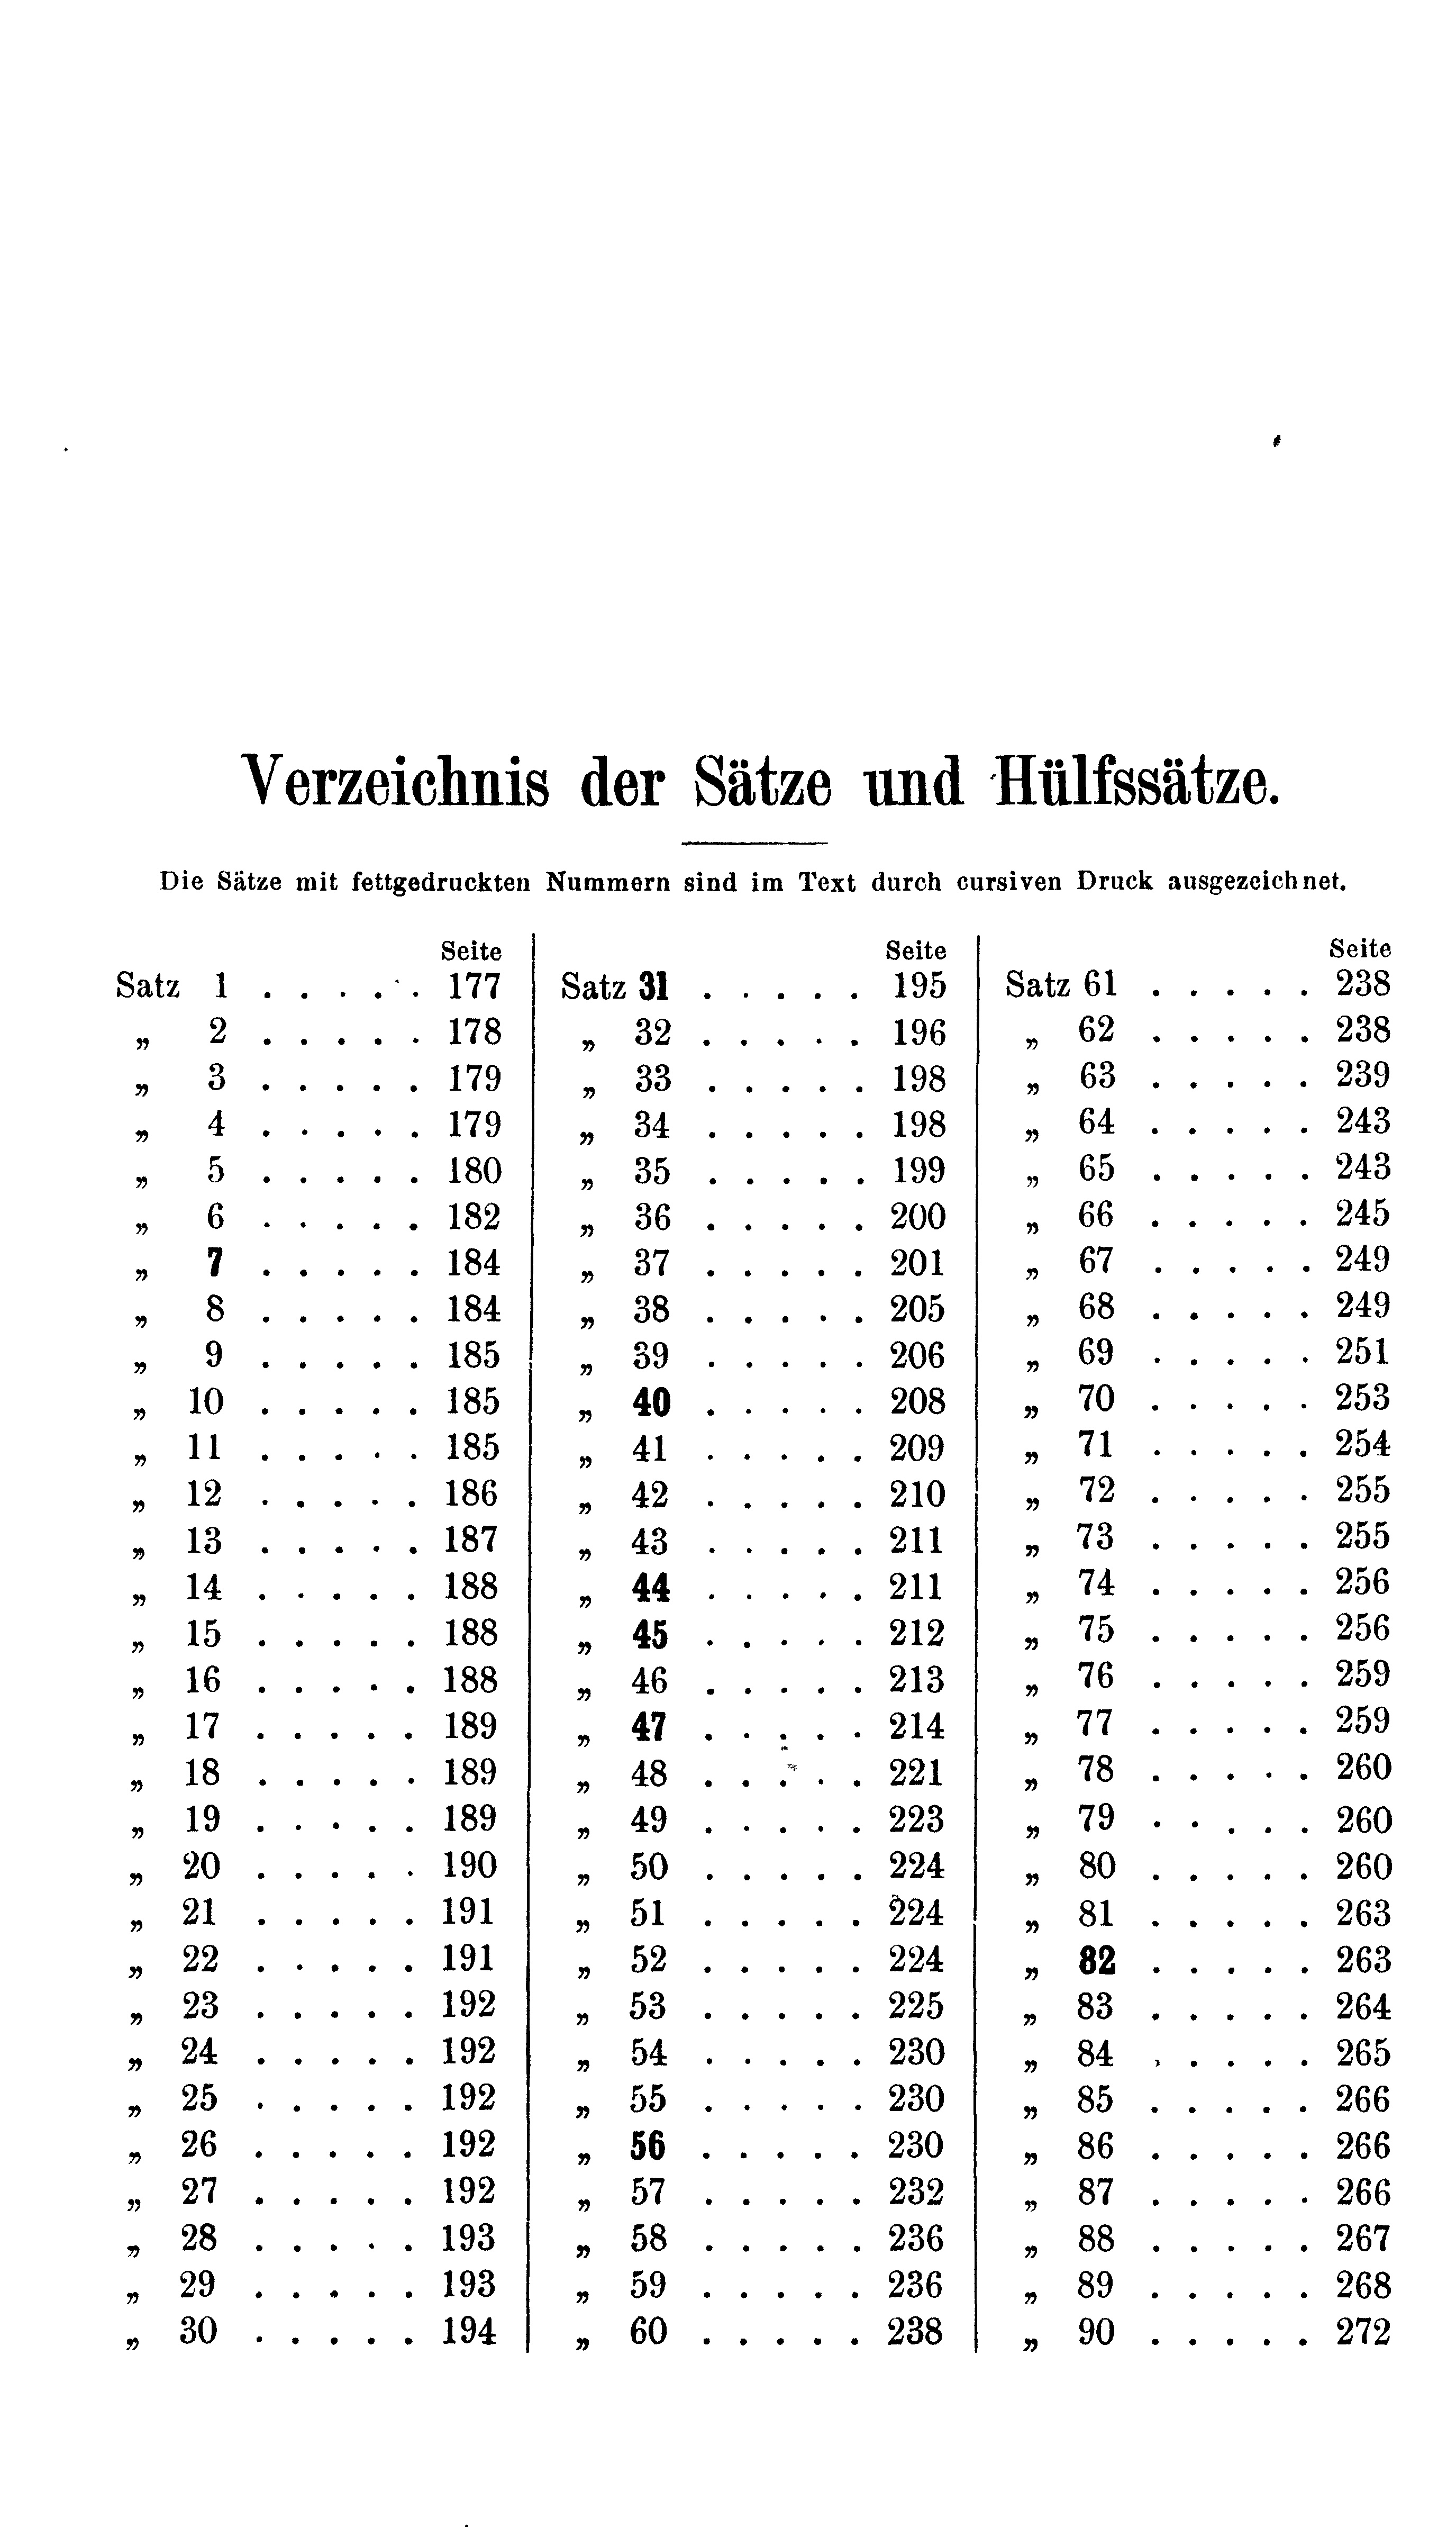 Verzeichnis der Sätze und Hülfssätze.
Die Sätze mit fettgedruckten Nummern sind im Text durch cursiven Druck ausgezeichnet.
Seite
Satz 1 . . . . . 177
„ 2 . . . . . 178
„ 3 . . . . . 179
„ 4 . . . . . 179
„ 5 . . . . . 180
„ 6 . . . . . 182
„ 7 . . . . . 184
„ 8 . . . . . 184
„ 9 . . . . . 185
„ 10 . . . . . 185
„ 11 . . . . . 185
„ 12 . . . . . 186
„ 13 . . . . . 187
„ 14 . . . . . 188
„ 15 . . . . . 188
„ 16 . . . . . 188
„ 17 . . . . . 189
„ 18 . . . . . 189
„ 19 . . . . . 189
„ 20 . . . . . 190
„ 21 . . . . . 191
„ 22 . . . . . 191
„ 23 . . . . . 192
„ 24 . . . . . 192
„ 25 . . . . . 192
„ 26 . . . . . 192
„ 27 . . . . . 192
„ 28 . . . . . 193
„ 29 . . . . . 193
„ 30 . . . . . 194
Seite
Satz 31 . . . . . 195
„ 32 . . . . . 196
„ 33 . . . . . 198
„ 34 . . . . . 198
„ 35 . . . . . 199
„ 36 . . . . . 200
„ 37 . . . . . 201
„ 38 . . . . . 205
„ 39 . . . . . 206
„ 40 . . . . . 208
„ 41 . . . . . 209
„ 42 . . . . . 210
„ 43 . . . . . 211
„ 44 . . . . . 211
„ 45 . . . . . 212
„ 46 . . . . . 213
„ 47 . . . . . 214
„ 48 . . . . . 221
„ 49 . . . . . 223
„ 50 . . . . . 224
„ 51 . . . . . 224
„ 52 . . . . . 224
„ 53 . . . . . 225
„ 54 . . . . . 230
„ 55 . . . . . 230
„ 56 . . . . . 230
„ 57 . . . . . 232
„ 58 . . . . . 236
„ 59 . . . . . 236
„ 60 . . . . . 238
Seite
Satz 61 . . . . . 238
„ 62 . . . . . 238
„ 63 . . . . . 239
„ 64 . . . . . 243
„ 65 . . . . . 243
„ 66 . . . . . 245
„ 67 . . . . . 249
„ 68 . . . . . 249
„ 69 . . . . . 251
„ 70 . . . . . 253
„ 71 . . . . . 254
„ 72 . . . . . 255
„ 73 . . . . . 255
„ 74 . . . . . 256
„ 75 . . . . . 256
„ 76 . . . . . 259
„ 77 . . . . . 259
„ 78 . . . . . 260
„ 79 . . . . . 260
„ 80 . . . . . 260
„ 81 . . . . . 263
„ 82 . . . . . 263
„ 83 . . . . . 264
„ 84 . . . . . 265
„ 85 . . . . . 266
„ 86 . . . . . 266
„ 87 . . . . . 266
„ 88 . . . . . 267
„ 89 . . . . . 268
„ 90 . . . . . 272